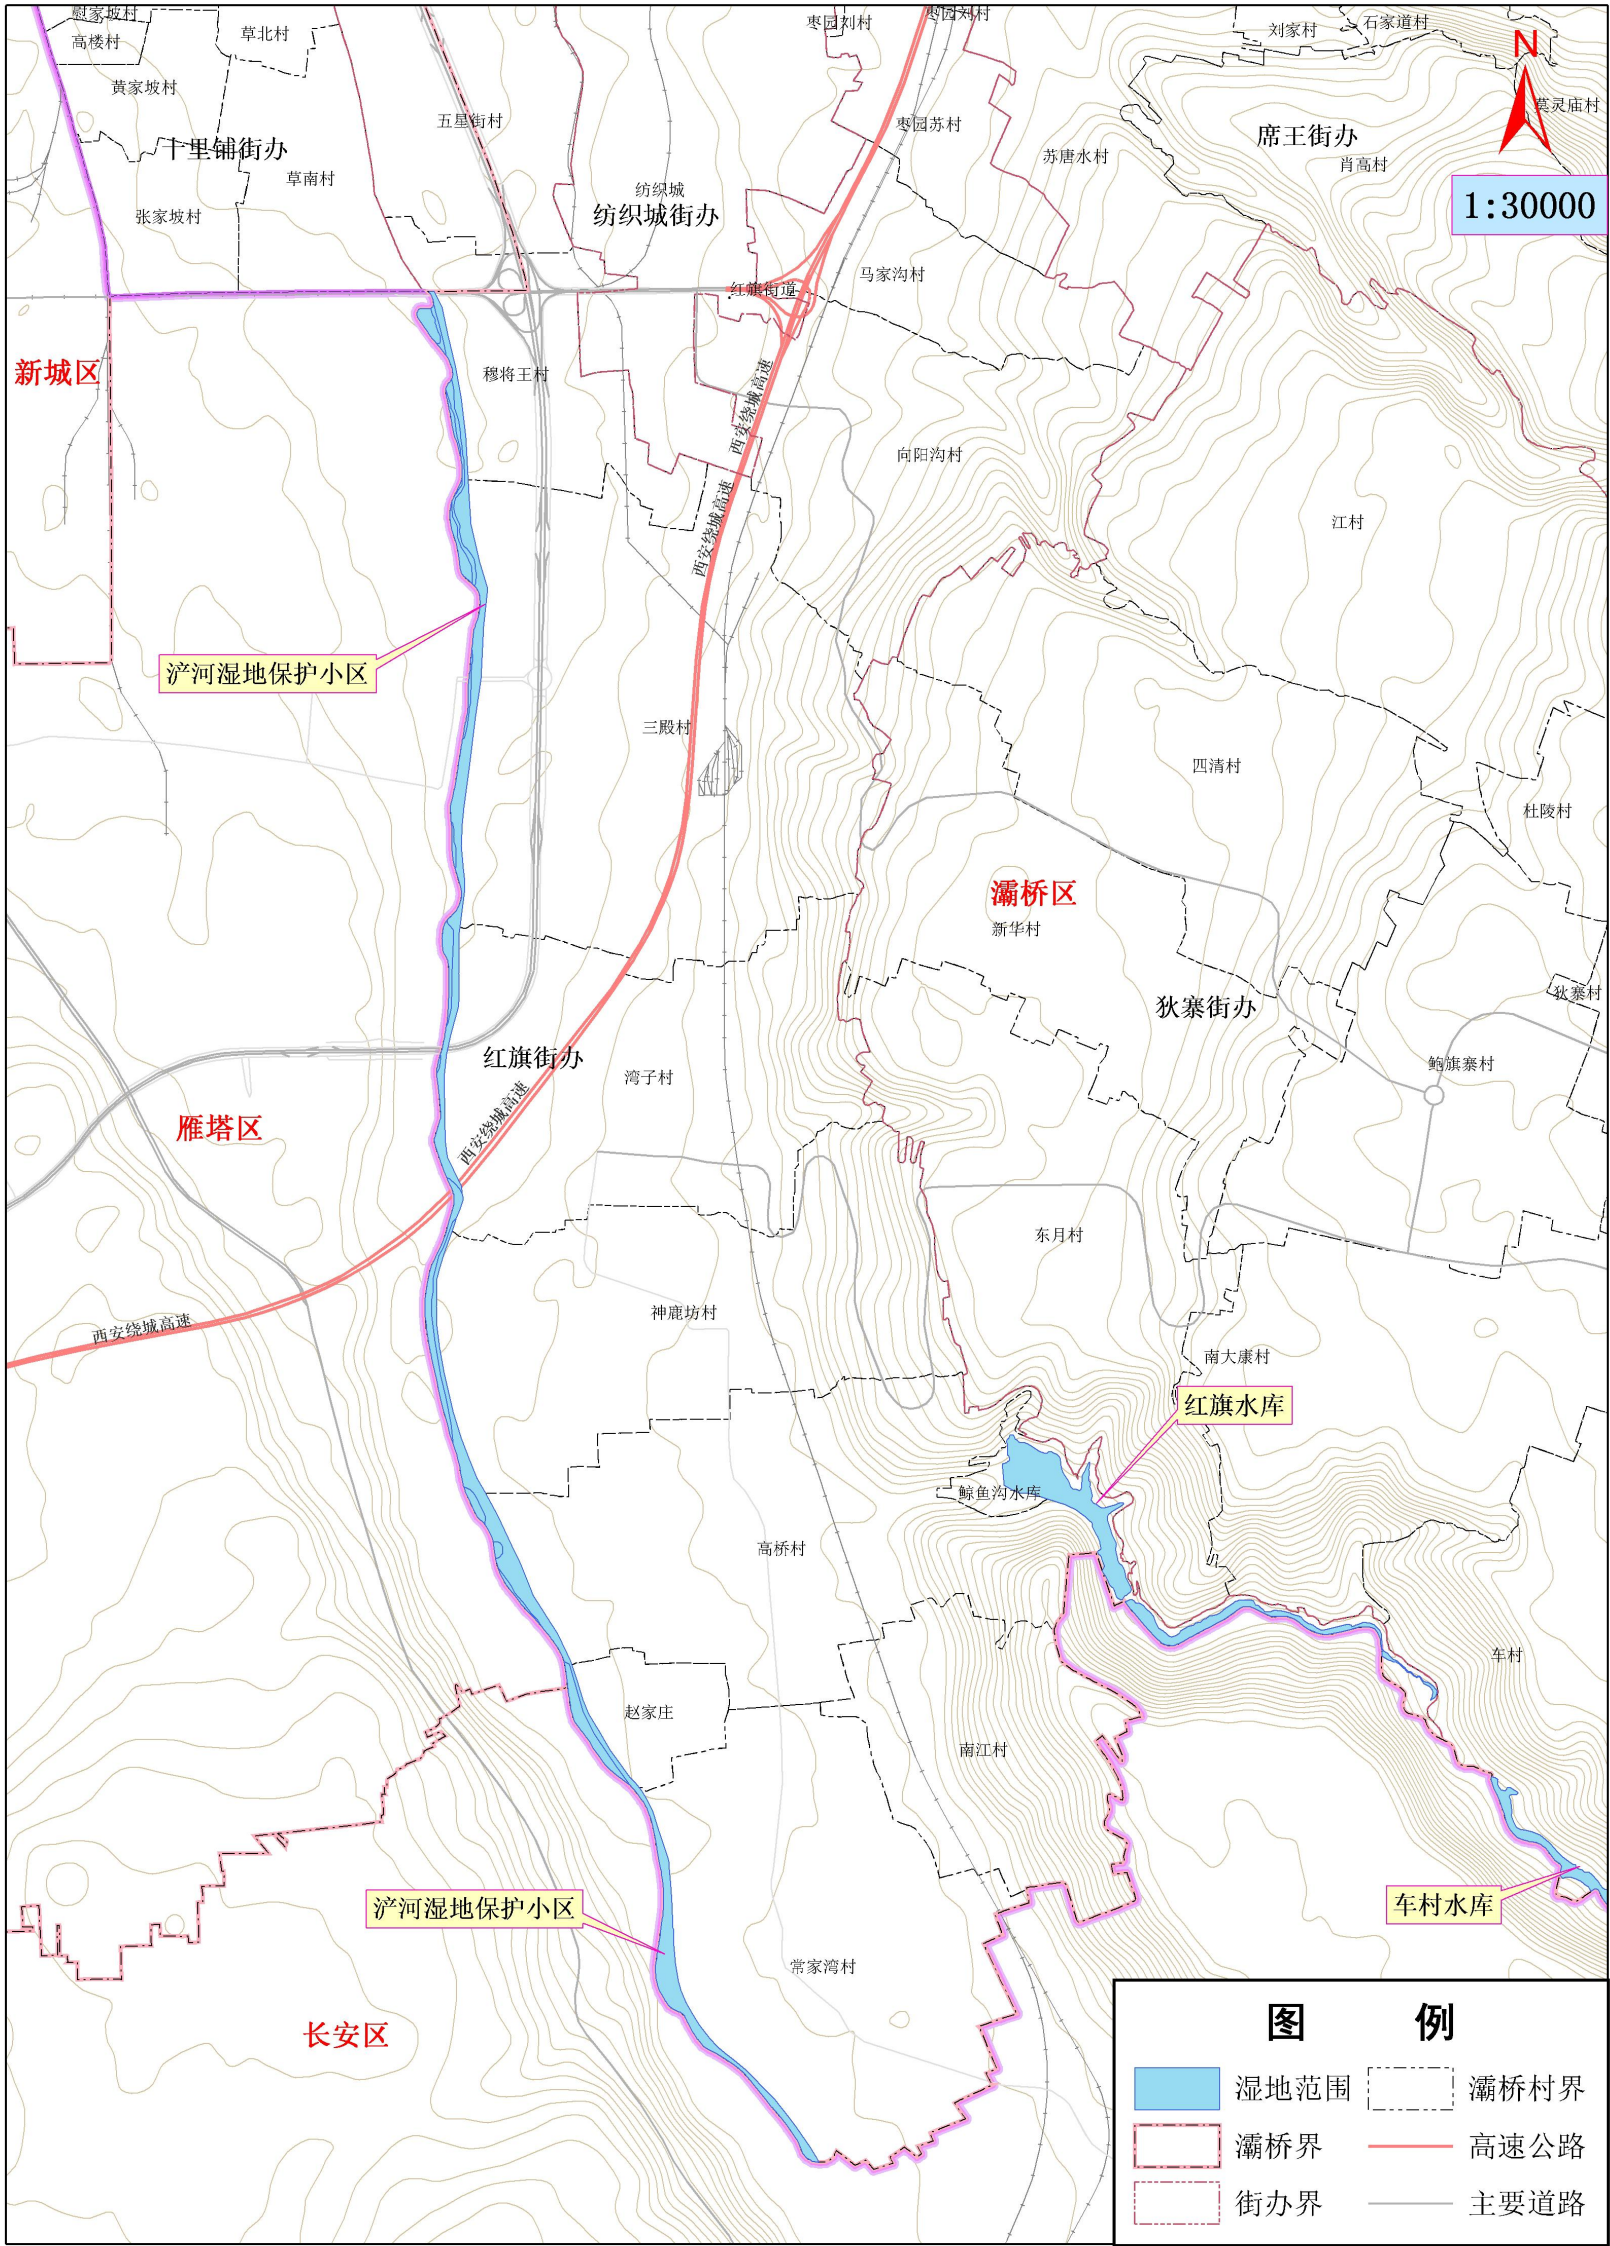 慰家坡村
高楼村
草北村
枣园刘村
枣园刘村
刘家村
石家道村
N
黄家坡村
五星街村
枣园苏村
莫灵庙村
席王街办
十里铺街办
草南村
苏唐水村
肖高村
张家坡村
纺织城
纺织城街办
1:30000
马家沟村
红旗街道
新城区
穆将王村
西安绕城高速
向阳沟村
西安绕城高速
江村
浐河湿地保护小区
三殿村
四清村
杜陵村
灞桥区
新华村
狄寨村
狄寨街办
红旗街办
湾子村
鲍旗寨村
雁塔区
西安绕城高速
东月村
神鹿坊村
西安绕城高速
南大康村
红旗水库
鲸鱼沟水库
高桥村
车村
赵家庄
南江村
浐河湿地保护小区
车村水库
常家湾村
长安区
图 例
湿地范围
灞桥村界
灞桥界
高速公路
街办界
主要道路